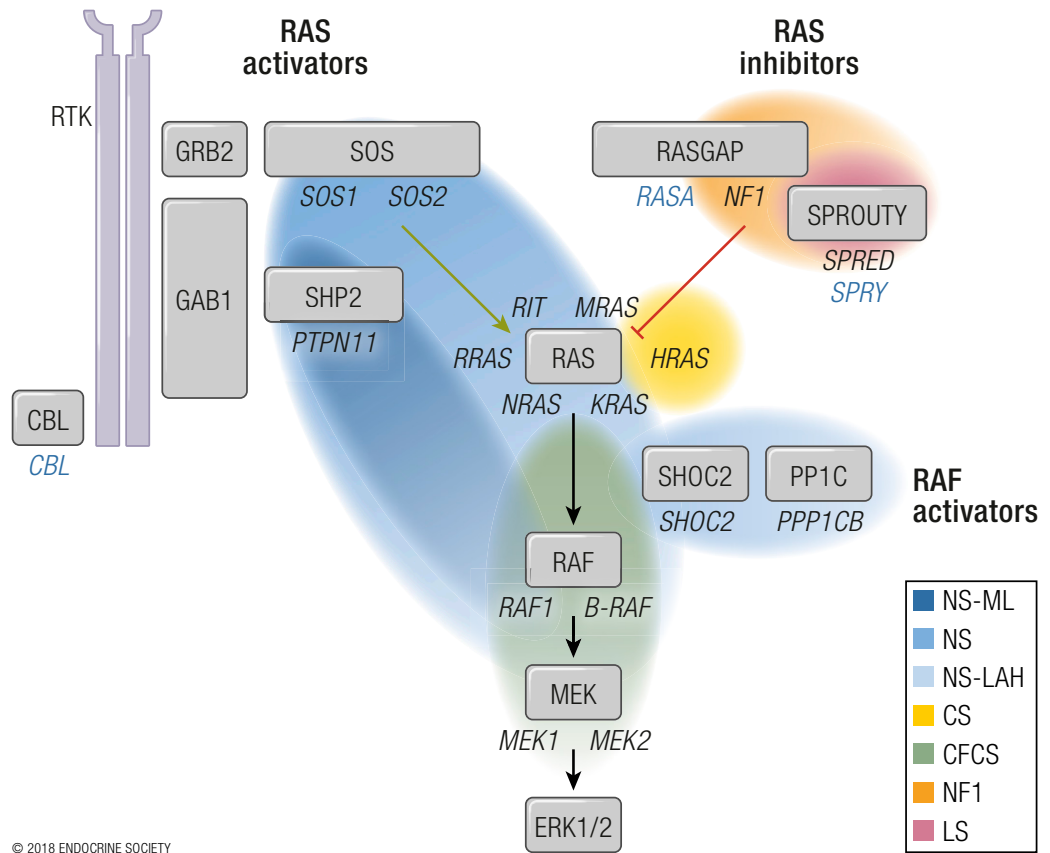 RAS
activators
RAS
inhibitors
RTK
GRB2
SOS
RASGAP
SOS1 SOS2
RASA NF1
SPROUTY
SPRED
SPRY
GAB1
SHP2
PTPN11
RIT MRAS
RRAS
RAS
HRAS
NRAS KRAS
CBL
CBL
SHOC2
PP1C
SHOC2
PPP1CB
RAF
activators
RAF
RAF1 B-RAF
MEK
MEK1 MEK2
ERK1/2
NS-ML
NS
NS-LAH
CS
CFCS
NF1
LS
© 2018 ENDOCRINE SOCIETY